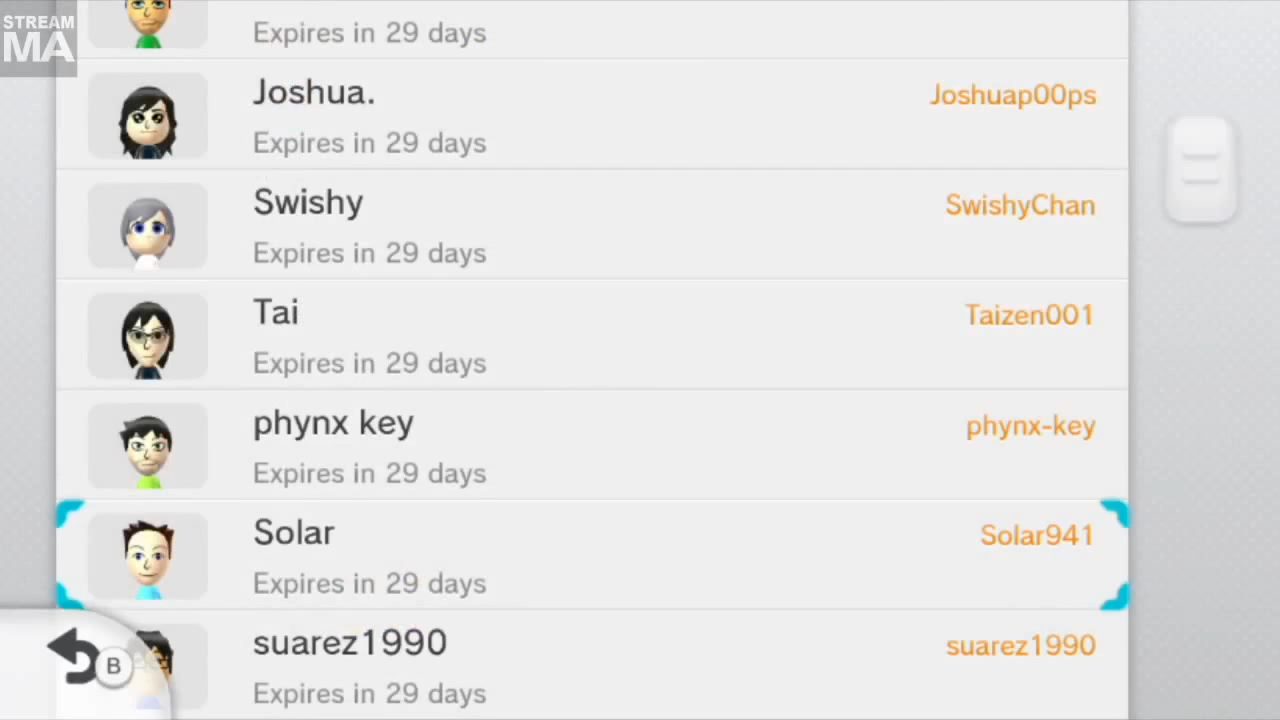 STREAM
MA
Expires in 29 days
Joshua. Joshuap00ps
Expires in 29 days
Swishy SwishyChan
Expires in 29 days
Tai Taizen001
Expires in 29 days
phynx key phynx-key
Expires in 29 days
Solar Solar941
Expires in 29 days
suarez1990 suarez1990
B
Expires in 29 days